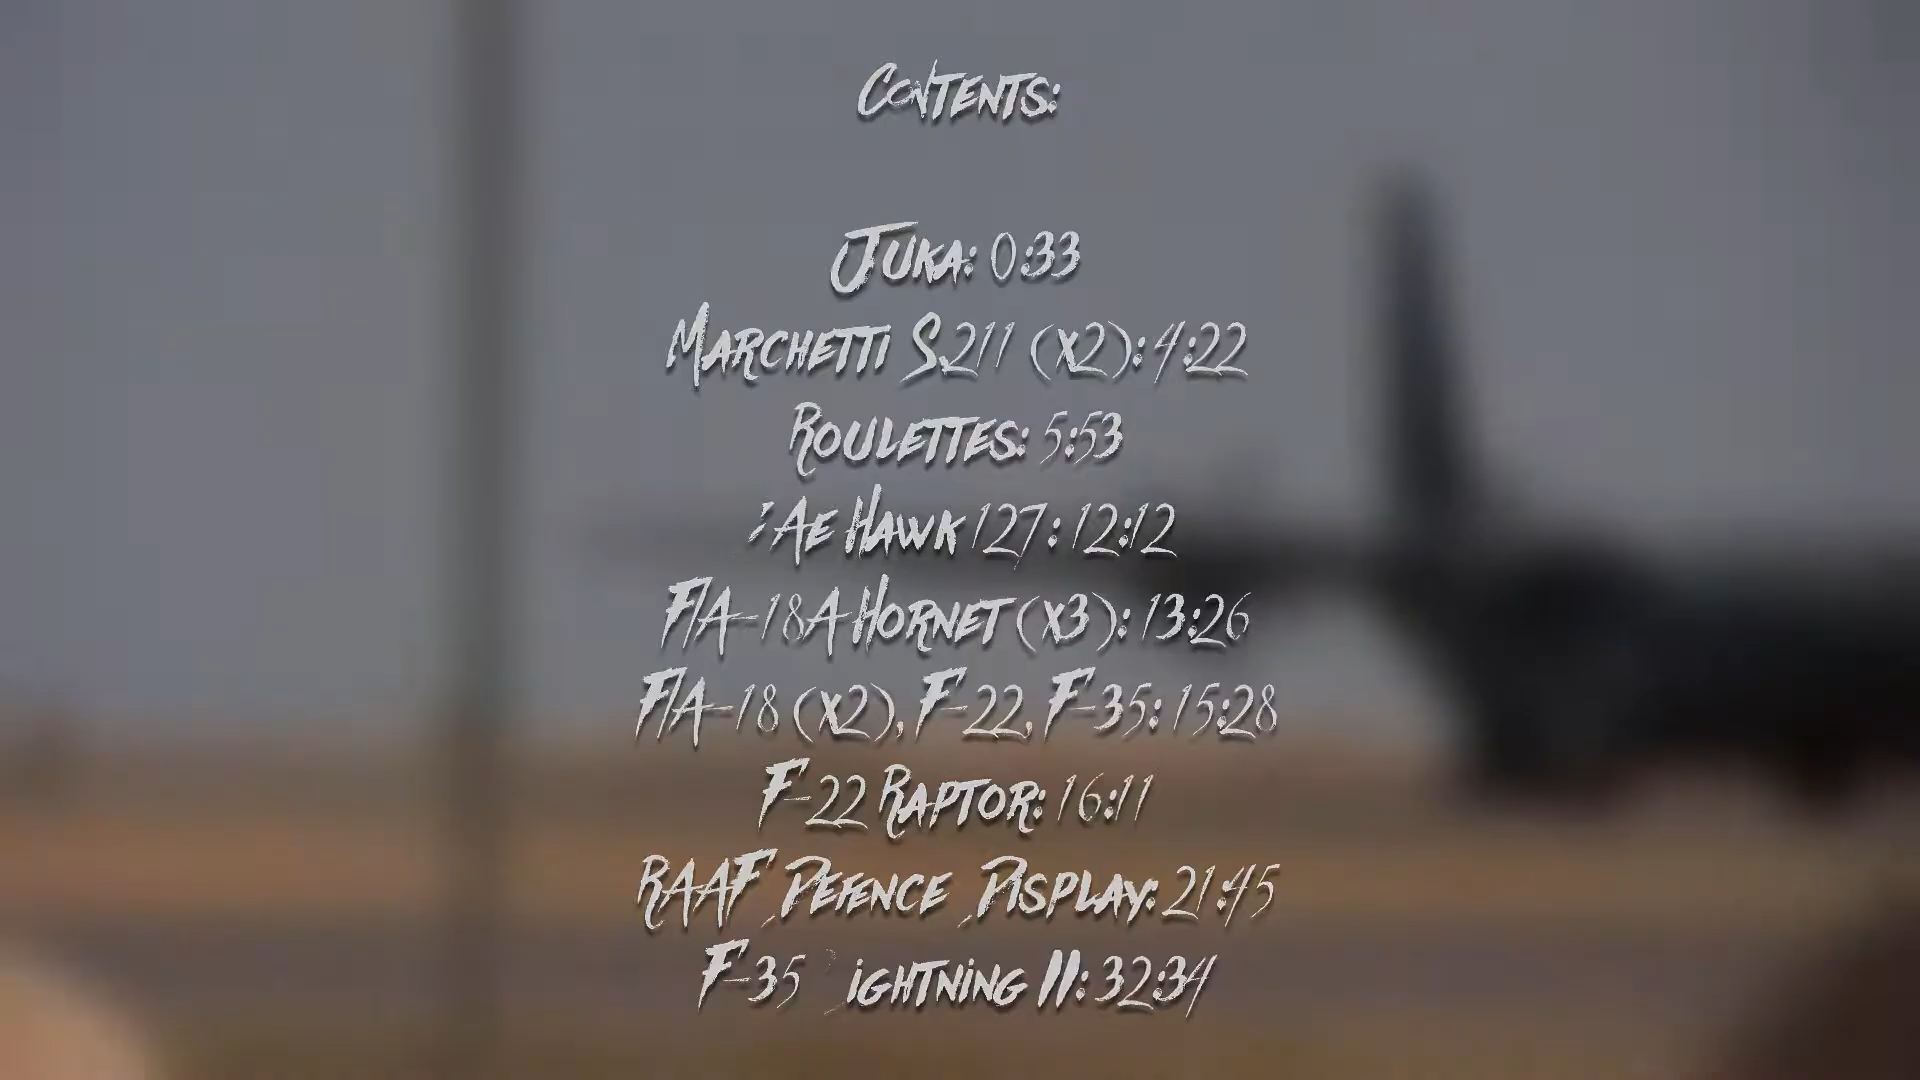 Contents:
Juka: 0:33
Marchetti S.211 (x2): 4:22
Roulettes: 5:53
Hawk 127: 12:12
F/A-18A Hornet (x3): 13:26
F/A-18 (x2), F-22, F-35: 15:28
F-22 Raptor: 16:11
RAAF Defence Display: 21:45
F-35 ightning II: 32:34